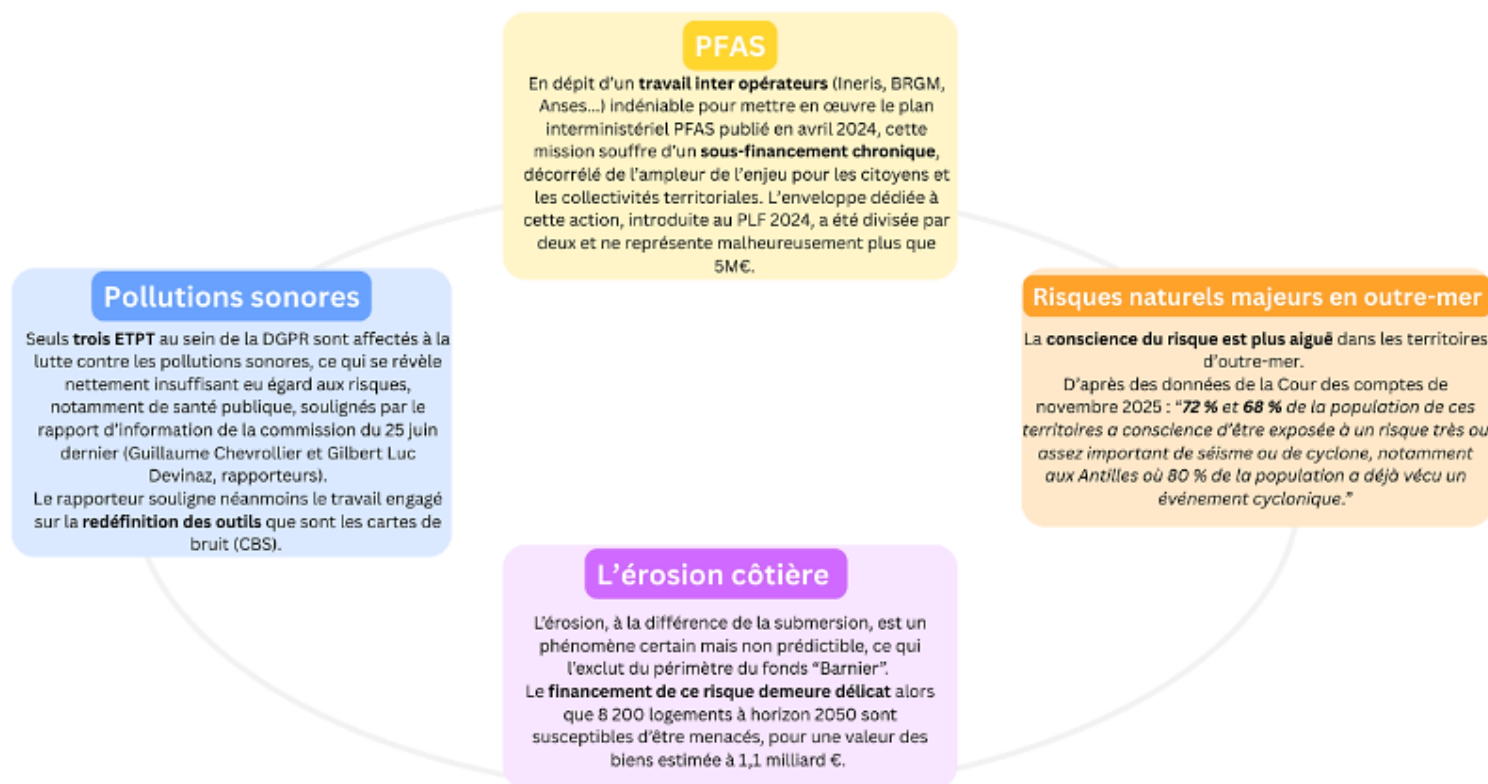 PFAS
En dépit d'un travail inter opérateurs (Ineris, BRGM,
Anses...) indéniable pour mettre en œuvre le plan
interministériel PFAS publié en avril 2024, cette
mission souffre d'un sous-financement chronique,
décorrélé de l'ampleur de l'enjeu pour les citoyens et
les collectivités territoriales. L'enveloppe dédiée à
cette action, introduite au PLF 2024, a été divisée par
deux et ne représente malheureusement plus que
5M€.
Pollutions sonores
Seuls trois ETPT au sein de la DGPR sont affectés à la
lutte contre les pollutions sonores, ce qui se révèle
nettement insuffisant eu égard aux risques,
notamment de santé publique, soulignés par le
rapport d'information de la commission du 25 juin
dernier (Guillaume Chevrollier et Gilbert Luc
Devinaz, rapporteurs).
Le rapporteur souligne néanmoins le travail engagé
sur la redéfinition des outils que sont les cartes de
bruit (CBS).
Risques naturels majeurs en outre-mer
La conscience du risque est plus aiguë dans les territoires
d'outre-mer.
D'après des données de la Cour des comptes de
novembre 2025 : "72 % et 68 % de la population de ces
territoires a conscience d'être exposée à un risque très ou
assez important de séisme ou de cyclone, notamment
aux Antilles où 80 % de la population a déjà vécu un
événement cyclonique."
L'érosion côtière
L'érosion, à la différence de la submersion, est un
phénomène certain mais non prédictible, ce qui
l'exclut du périmètre du fonds "Barnier".
Le financement de ce risque demeure délicat alors
que 8 200 logements à horizon 2050 sont
susceptibles d'être menacés, pour une valeur des
biens estimée à 1,1 milliard €.